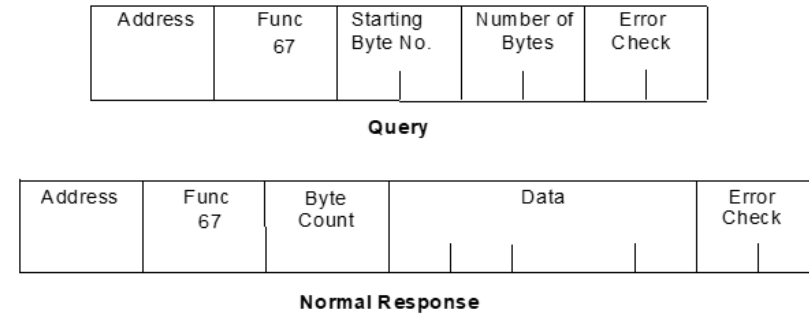 Address Func Starting Number of Error
67 Byte No. Bytes Check
Query
Address Func Byte Data Error
67 Count Check
Normal Response